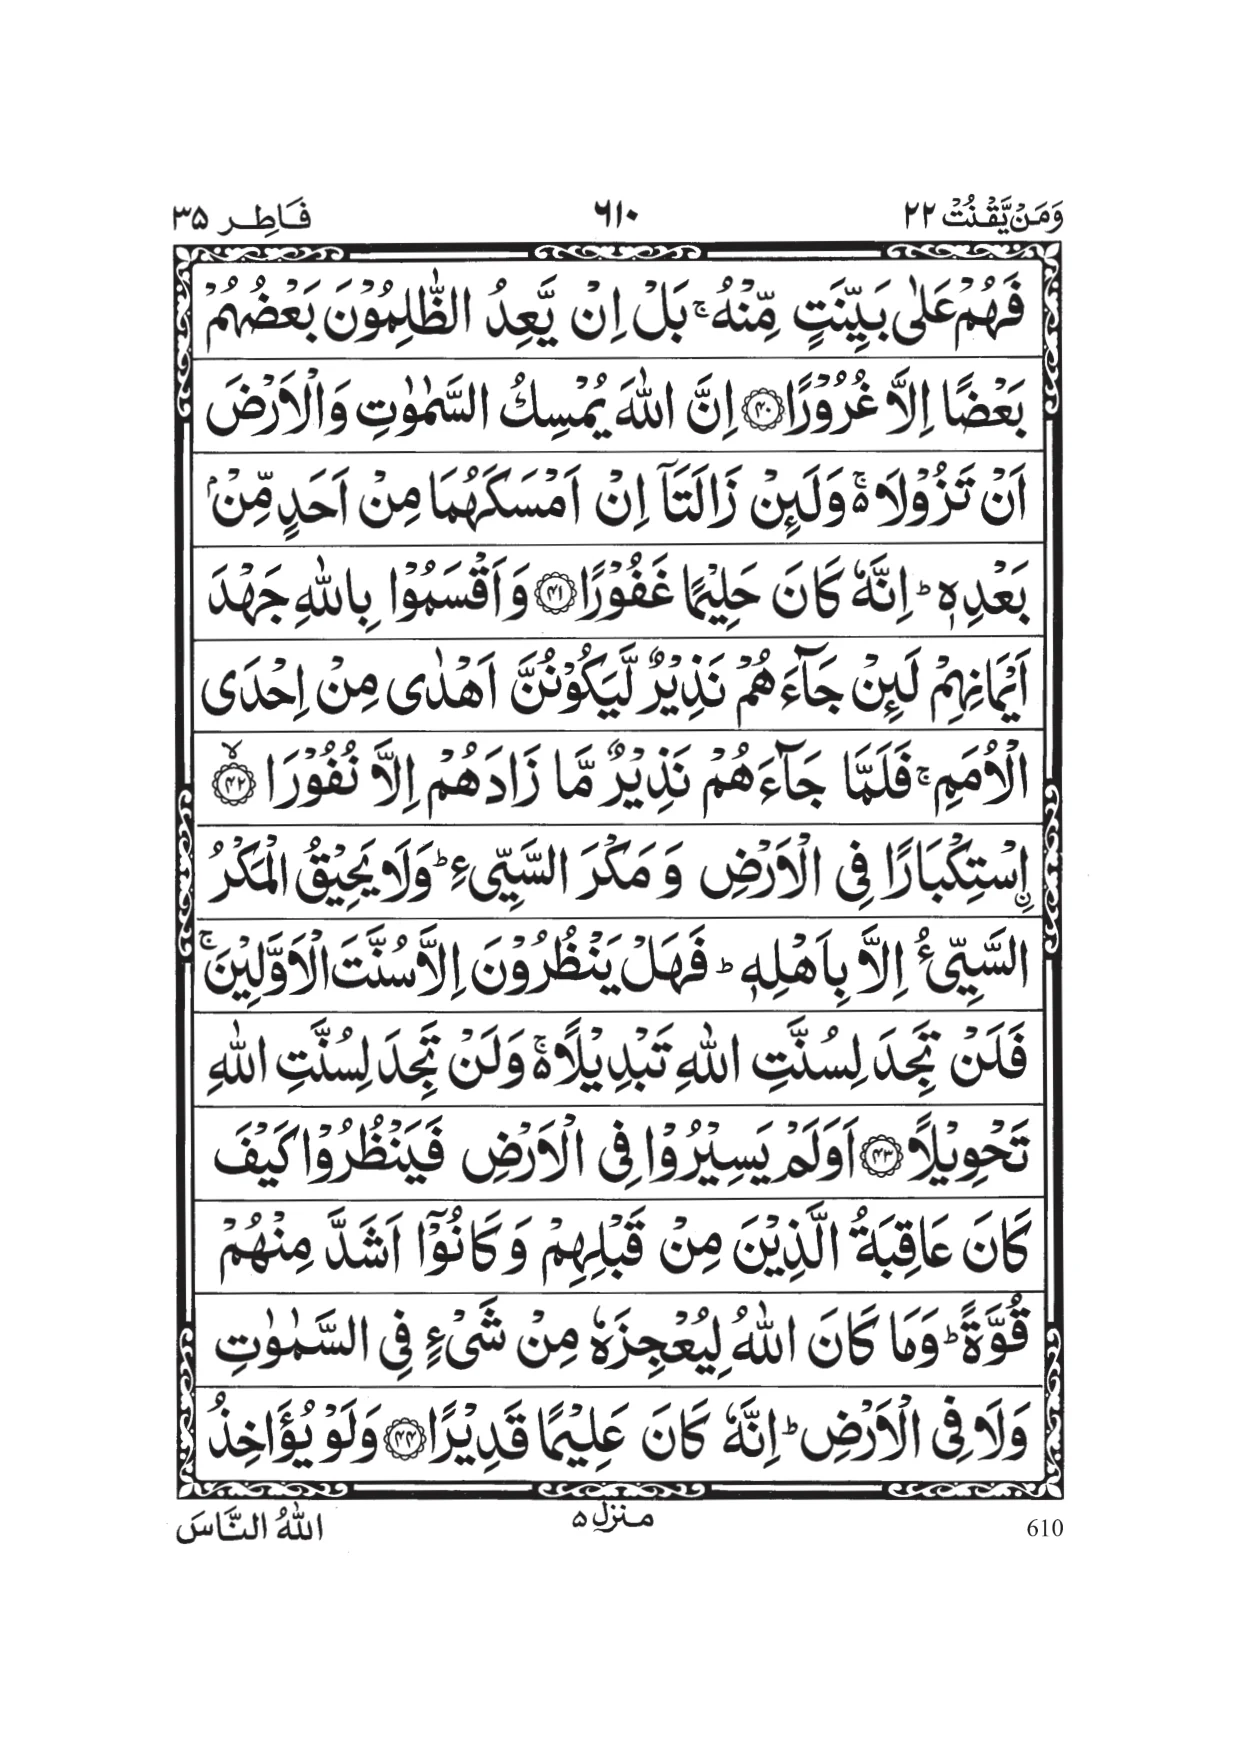 وَمَنْ يَّقْنُتْ ٢٢ ٦١٠ فَاطِر ٣٥
فَهُمْ عَلٰى بَيِّنَتٍ مِّنْهُ ۚ بَلْ اِنْ يَّعِدُ الظّٰلِمُوْنَ بَعْضُهُمْ
بَعْضًا اِلَّا غُرُوْرًا ﴿۴۰﴾ اِنَّ اللّٰهَ يُمْسِكُ السَّمٰوٰتِ وَالْاَرْضَ
اَنْ تَزُوْلَا ەۚ وَلَىِٕنْ زَالَتَاۤ اِنْ اَمْسَكَهُمَا مِنْ اَحَدٍ مِّنْۢ
بَعْدِهٖ ؕ اِنَّهٗ كَانَ حَلِيْمًا غَفُوْرًا ﴿۴۱﴾ وَاَقْسَمُوْا بِاللّٰهِ جَهْدَ
اَيْمَانِهِمْ لَىِٕنْ جَآءَهُمْ نَذِيْرٌ لَّيَكُوْنُنَّ اَهْدٰى مِنْ اِحْدَى
الْاُمَمِ ۚ فَلَمَّا جَآءَهُمْ نَذِيْرٌ مَّا زَادَهُمْ اِلَّا نُفُوْرَا ﴿۴۲﴾ ۙ
اۨسْتِكْبَارًا فِى الْاَرْضِ وَمَكْرَ السَّيِّئِ ؕ وَلَا يَحِيْقُ الْمَكْرُ
السَّيِّئُ اِلَّا بِاَهْلِهٖ ؕ فَهَلْ يَنْظُرُوْنَ اِلَّا سُنَّتَ الْاَوَّلِيْنَ ۚ
فَلَنْ تَجِدَ لِسُنَّتِ اللّٰهِ تَبْدِيْلًا ەۚ وَلَنْ تَجِدَ لِسُنَّتِ اللّٰهِ
تَحْوِيْلًا ﴿۴۳﴾ اَوَلَمْ يَسِيْرُوْا فِى الْاَرْضِ فَيَنْظُرُوْا كَيْفَ
كَانَ عَاقِبَةُ الَّذِيْنَ مِنْ قَبْلِهِمْ وَكَانُوْۤا اَشَدَّ مِنْهُمْ
قُوَّةً ؕ وَمَا كَانَ اللّٰهُ لِيُعْجِزَهٗ مِنْ شَىْءٍ فِى السَّمٰوٰتِ
وَلَا فِى الْاَرْضِ ؕ اِنَّهٗ كَانَ عَلِيْمًا قَدِيْرًا ﴿۴۴﴾ وَلَوْ يُؤَاخِذُ
610 منزل ۵ اللّٰهُ النَّاسَ